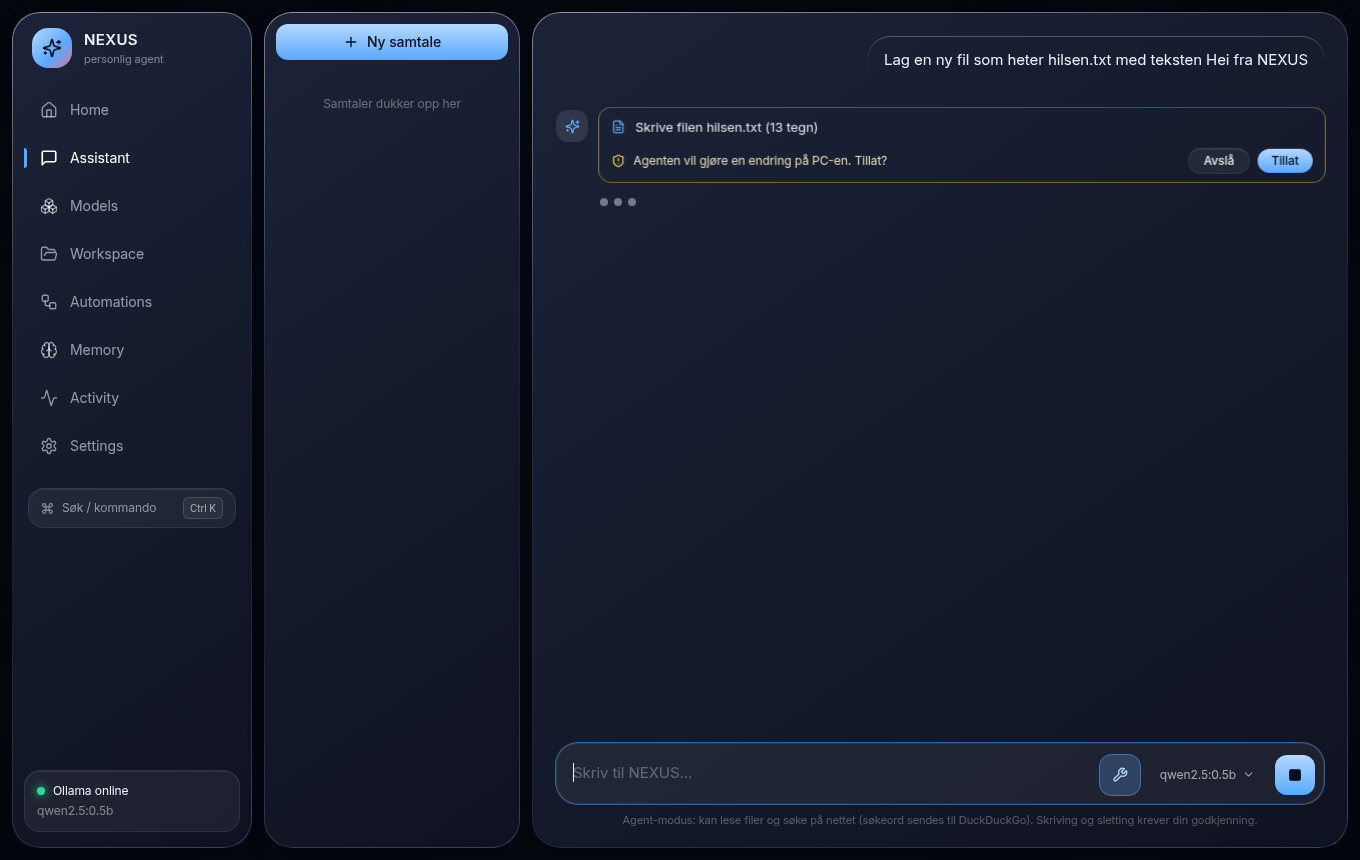 NEXUS
personlig agent
Home
Assistant
Models
Workspace
Automations
Memory
Activity
Settings
Søk / kommando
Ctrl K
Ollama online
qwen2.5:0.5b
Ny samtale
Samtaler dukker opp her
Lag en ny fil som heter hilsen.txt med teksten Hei fra NEXUS
Skrive filen hilsen.txt (13 tegn)
Agenten vil gjøre en endring på PC-en. Tillat?
Avslå
Tillat
Skriv til NEXUS...
qwen2.5:0.5b
Agent-modus: kan lese filer og søke på nettet (søkeord sendes til DuckDuckGo). Skriving og sletting krever din godkjenning.